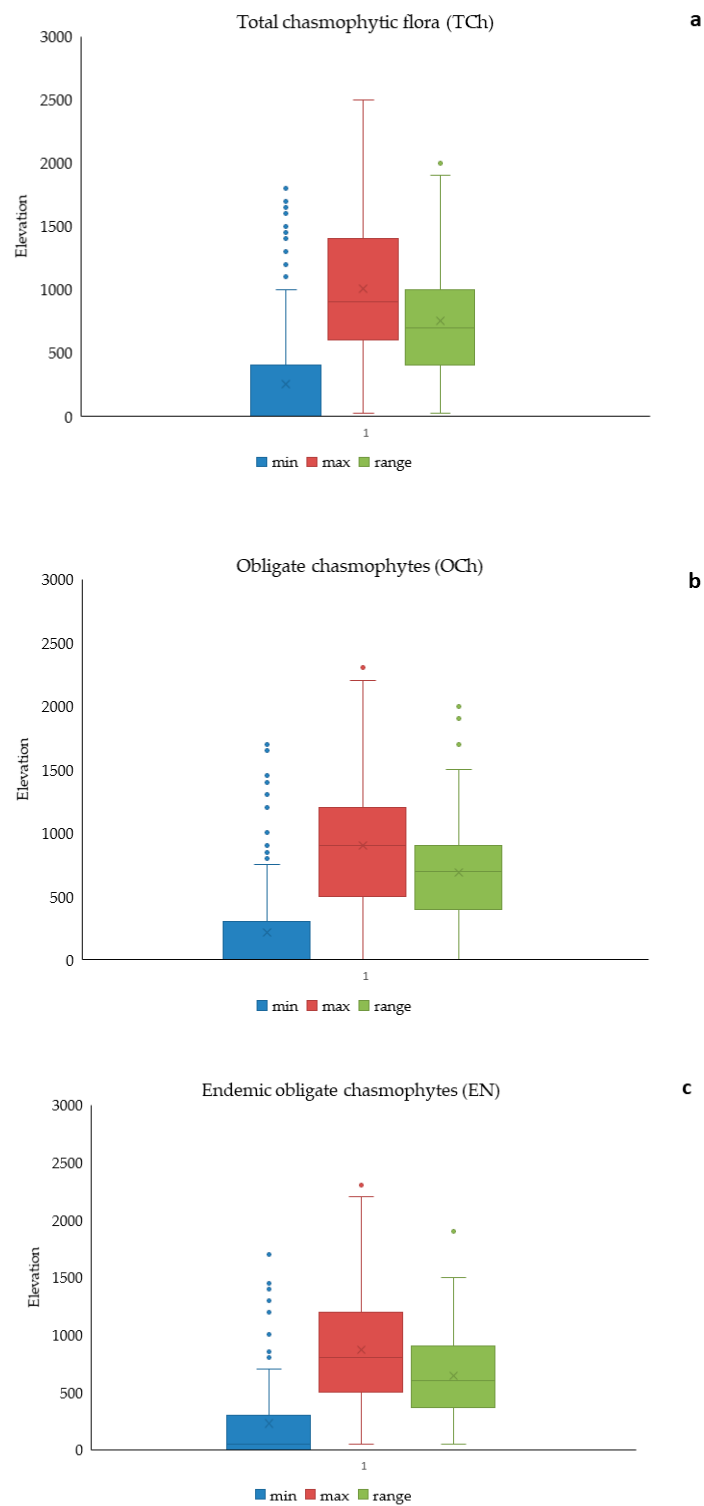 Total chasmophytic flora (TCh)
a
3000
2500
2000
1500
1000
500
0
Elevation
1
min max range
Obligate chasmophytes (OCh)
b
3000
2500
2000
1500
1000
500
0
Elevation
1
min max range
Endemic obligate chasmophytes (EN)
c
3000
2500
2000
1500
1000
500
0
Elevation
1
min max range